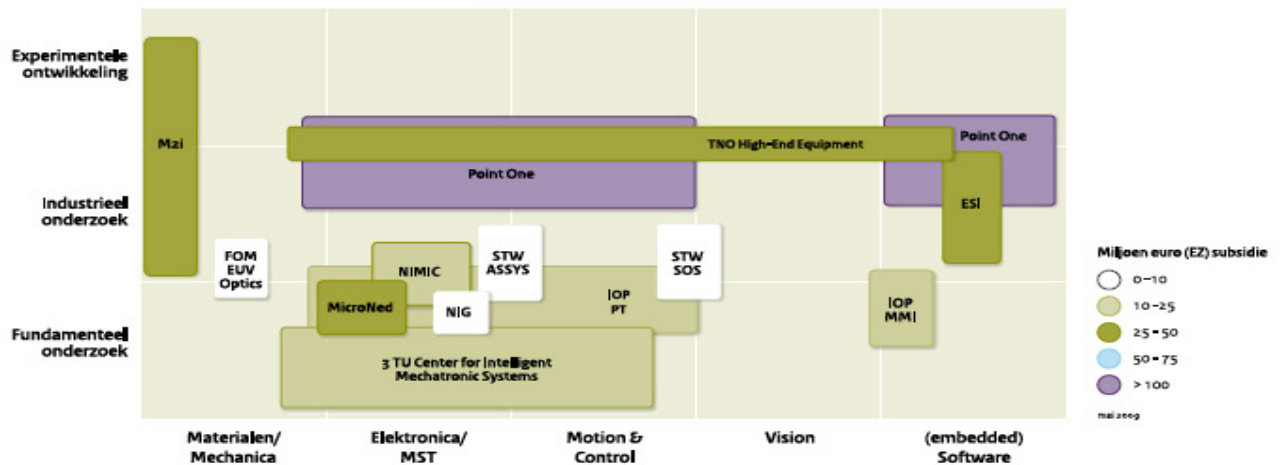 Experimentele
ontwikkeling
M2i
TNO High-End Equipment
Point One
Point One
Industrieel
onderzoek
ESI
FOM
EUV
Optics
NIMIC
STW
ASSYS
STW
SOS
MicroNed
NIG
IOP
PT
IOP
MMI
Fundamenteel
onderzoek
3 TU Center for Intelligent
Mechatronic Systems
Materialen/
Mechanica
Elektronica/
MST
Motion &
Control
Vision
(embedded)
Software
Miljoen euro (EZ) subsidie
0-10
10-25
25-50
50-75
> 100
mei 2009